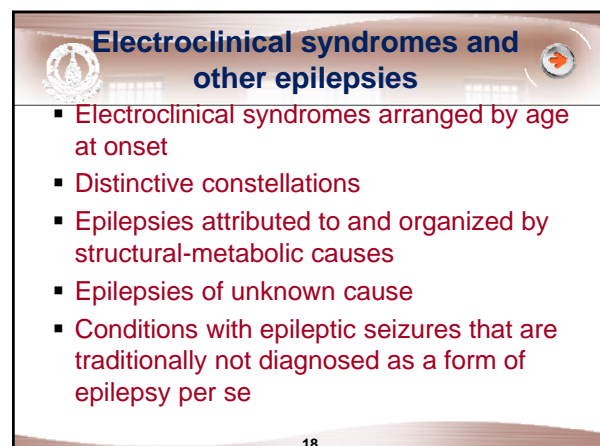 Electroclinical syndromes and
other epilepsies
▪ Electroclinical syndromes arranged by age
at onset
▪ Distinctive constellations
▪ Epilepsies attributed to and organized by
structural-metabolic causes
▪ Epilepsies of unknown cause
▪ Conditions with epileptic seizures that are
traditionally not diagnosed as a form of
epilepsy per se
18